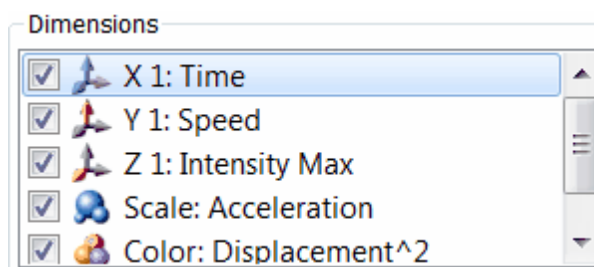 Dimensions
X 1: Time
Y 1: Speed
Z 1: Intensity Max
Scale: Acceleration
Color: Displacement^2